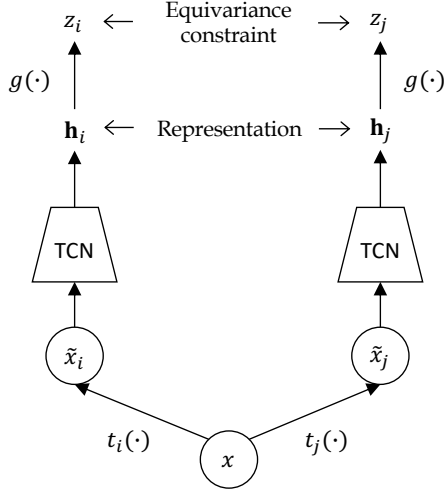 z_i Equivariance constraint z_j
g(·) g(·)
h_i Representation h_j
TCN TCN
x̃_i x̃_j
t_i(·) t_j(·)
x